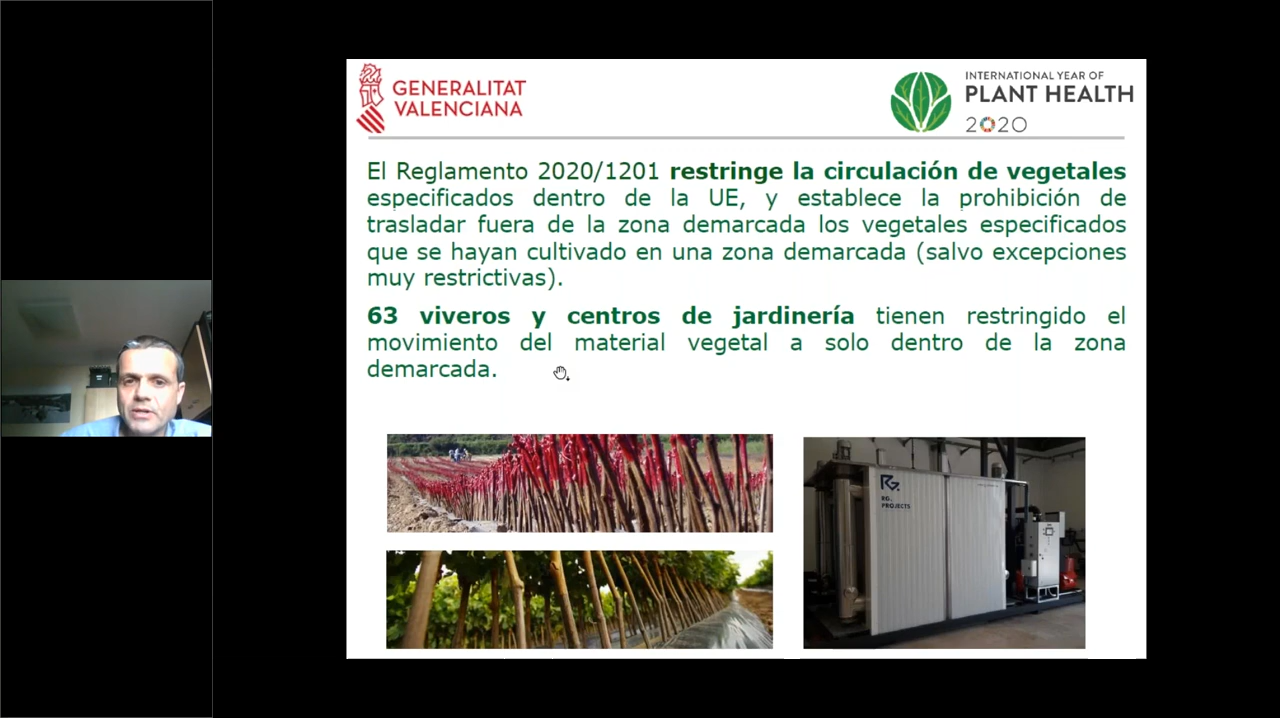 GENERALITAT
VALENCIANA
INTERNATIONAL YEAR OF
PLANT HEALTH
2020
El Reglamento 2020/1201 restringe la circulación de vegetales
especificados dentro de la UE, y establece la prohibición de
trasladar fuera de la zona demarcada los vegetales especificados
que se hayan cultivado en una zona demarcada (salvo excepciones
muy restrictivas).
63 viveros y centros de jardinería tienen restringido el
movimiento del material vegetal a solo dentro de la zona
demarcada.
RG.
RG.
PROJECTS